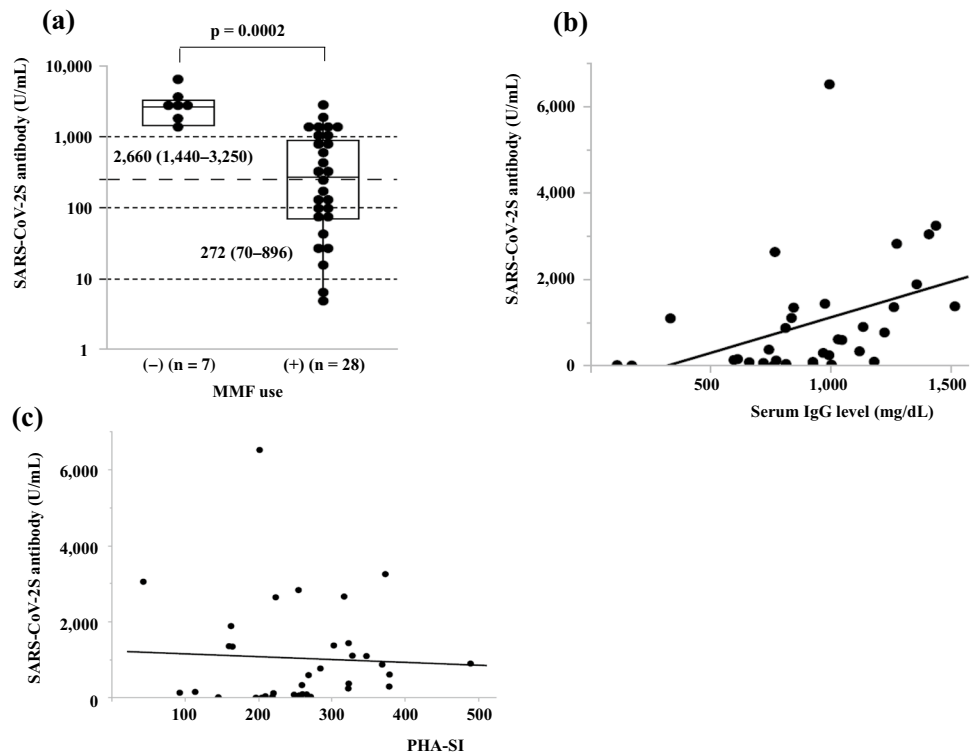 (a)
p = 0.0002
SARS-CoV-2S antibody (U/mL)
10,000
1,000
100
10
1
2,660 (1,440–3,250)
272 (70–896)
(−) (n = 7)
(+) (n = 28)
MMF use
(b)
SARS-CoV-2S antibody (U/mL)
6,000
4,000
2,000
0
500
1,000
1,500
Serum IgG level (mg/dL)
(c)
SARS-CoV-2S antibody (U/mL)
6,000
4,000
2,000
0
100
200
300
400
500
PHA-SI